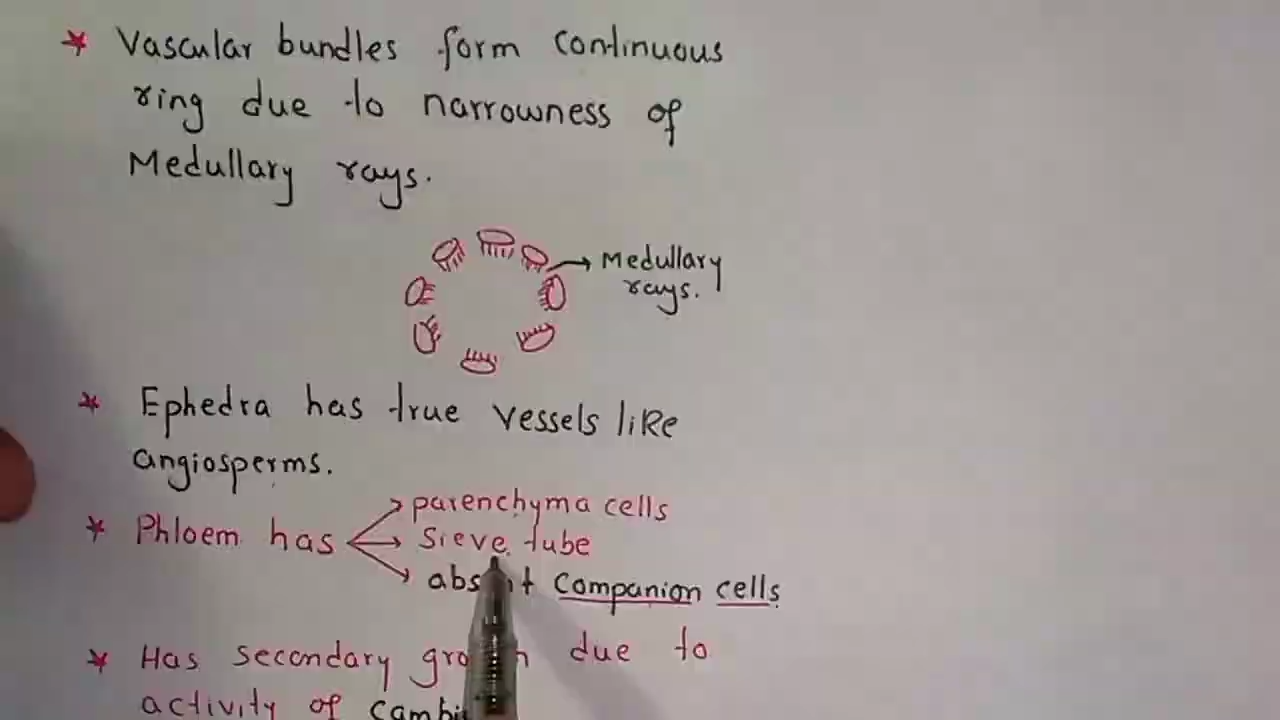 * Vascular bundles form continuous
ring due to narrowness of
Medullary rays.
Medullary
rays.
* Ephedra has true vessels like
angiosperms.
* Phloem has
parenchyma cells
Sieve tube
Companion cells
* Has secondary due to
activity of